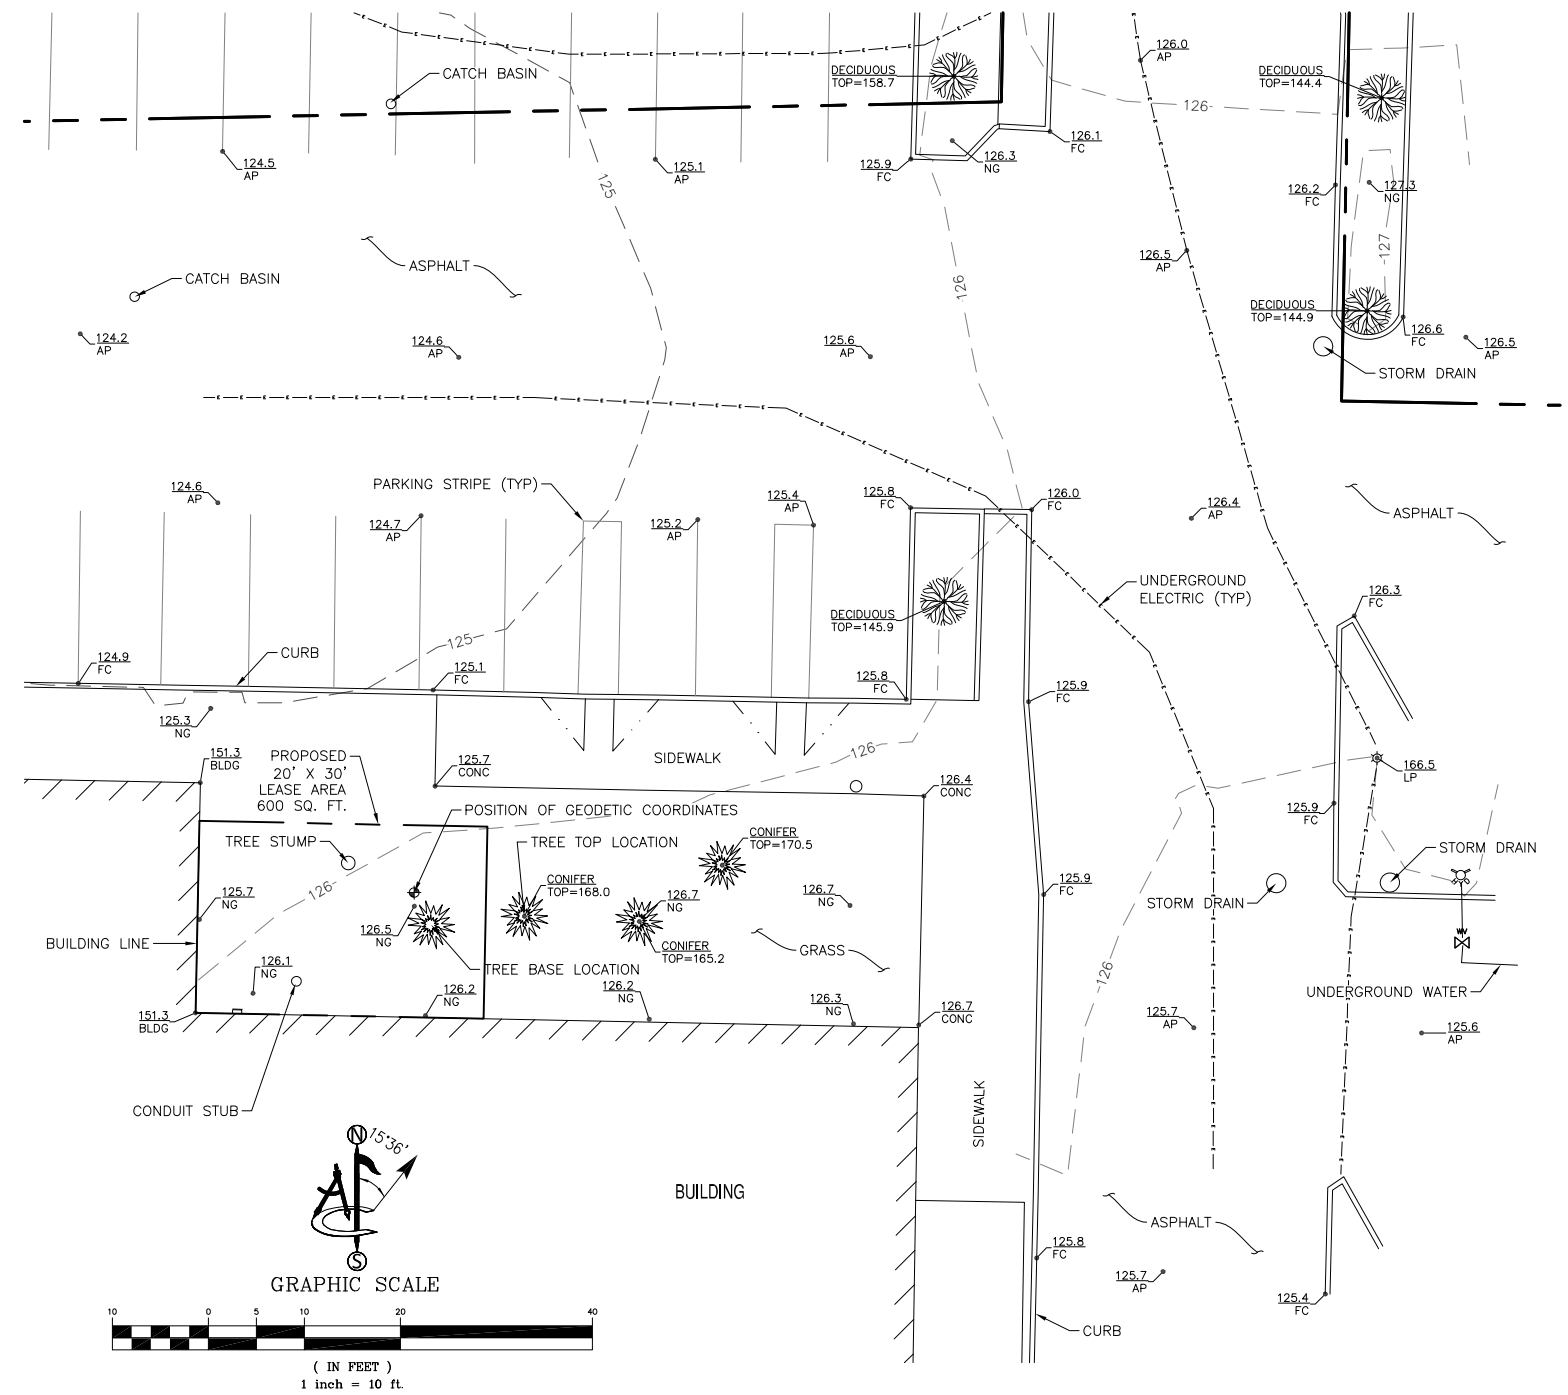 126.0
AP
CATCH BASIN
DECIDUOUS
TOP=158.7
DECIDUOUS
TOP=144.4
126-
126.1
FC
124.5
AP
125.1
AP
125.9
FC
126.3
NG
125
126.2
FC
127.3
NG
-127
126.5
AP
ASPHALT
CATCH BASIN
126
DECIDUOUS
TOP=144.9
124.2
AP
124.6
AP
125.6
AP
126.6
FC
126.5
AP
STORM DRAIN
PARKING STRIPE (TYP)
124.6
AP
124.7
AP
125.2
AP
125.4
AP
125.8
FC
126.0
FC
126.4
AP
ASPHALT
UNDERGROUND
ELECTRIC (TYP)
126.3
FC
DECIDUOUS
TOP=145.9
-125-
CURB
124.9
FC
125.1
FC
125.8
FC
125.9
FC
125.3
NG
151.3
BLDG
PROPOSED
20' X 30'
LEASE AREA
600 SQ. FT.
125.7
CONC
SIDEWALK
126-
166.5
LP
126.4
CONC
125.9
FC
POSITION OF GEODETIC COORDINATES
TREE STUMP
TREE TOP LOCATION
CONIFER
TOP=170.5
STORM DRAIN
126-
CONIFER
TOP=168.0
125.7
NG
126.7
NG
126.7
NG
125.9
FC
STORM DRAIN
126.5
NG
BUILDING LINE
CONIFER
TOP=165.2
GRASS
126.1
NG
TREE BASE LOCATION
-126
126.2
NG
126.2
NG
126.3
NG
UNDERGROUND WATER
151.3
BLDG
126.7
CONC
125.7
AP
125.6
AP
CONDUIT STUB
SIDEWALK
N
15°36'
BUILDING
ASPHALT
S
125.8
FC
125.7
AP
125.4
FC
GRAPHIC SCALE
10 0 5 10 20 40
CURB
( IN FEET )
1 inch = 10 ft.